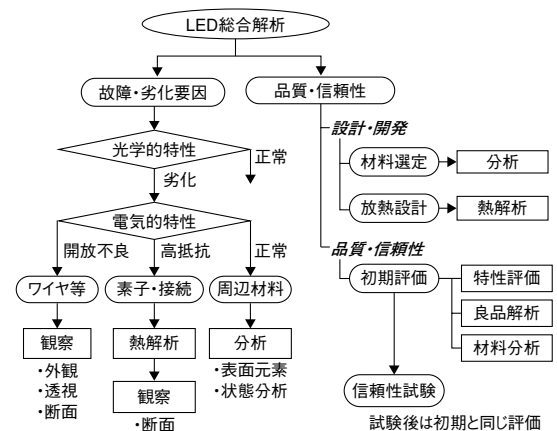 LED総合解析
故障・劣化要因
品質・信頼性
光学的特性
正常
劣化
電気的特性
開放不良
高抵抗
正常
ワイヤ等
素子・接続
周辺材料
観察
熱解析
分析
・外観
・透視
・断面
・表面元素
・状態分析
観察
・断面
設計・開発
材料選定
分析
放熱設計
熱解析
品質・信頼性
初期評価
特性評価
良品解析
材料分析
信頼性試験
試験後は初期と同じ評価